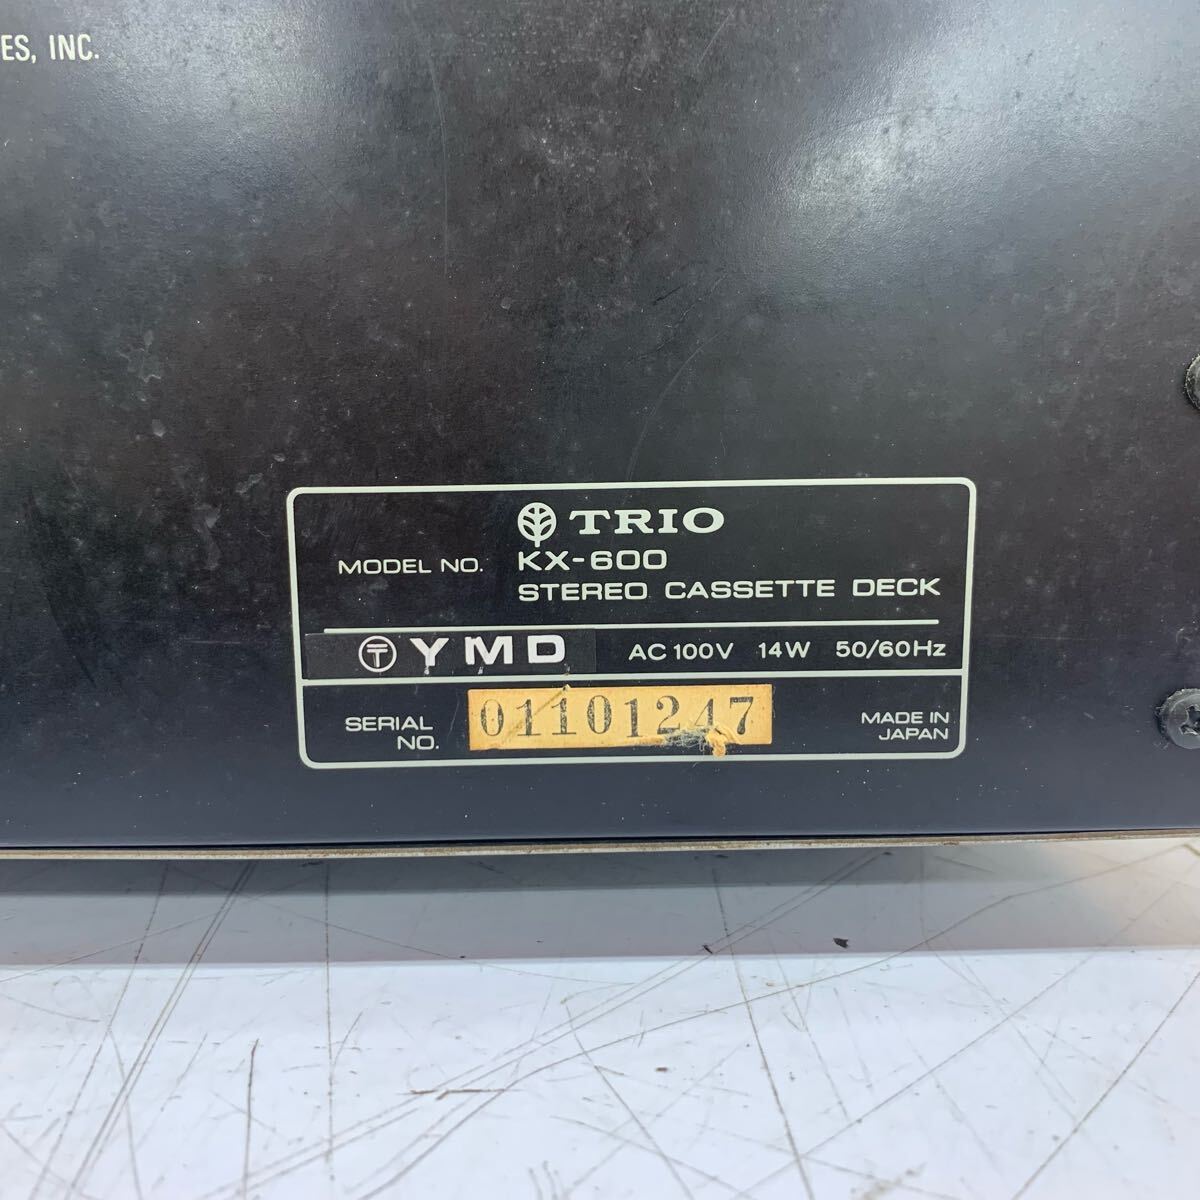 ES, INC.
TRIO
MODEL NO. KX-600
STEREO CASSETTE DECK
〒 YMD AC 100V 14W 50/60Hz
SERIAL NO. 01101247
MADE IN
JAPAN